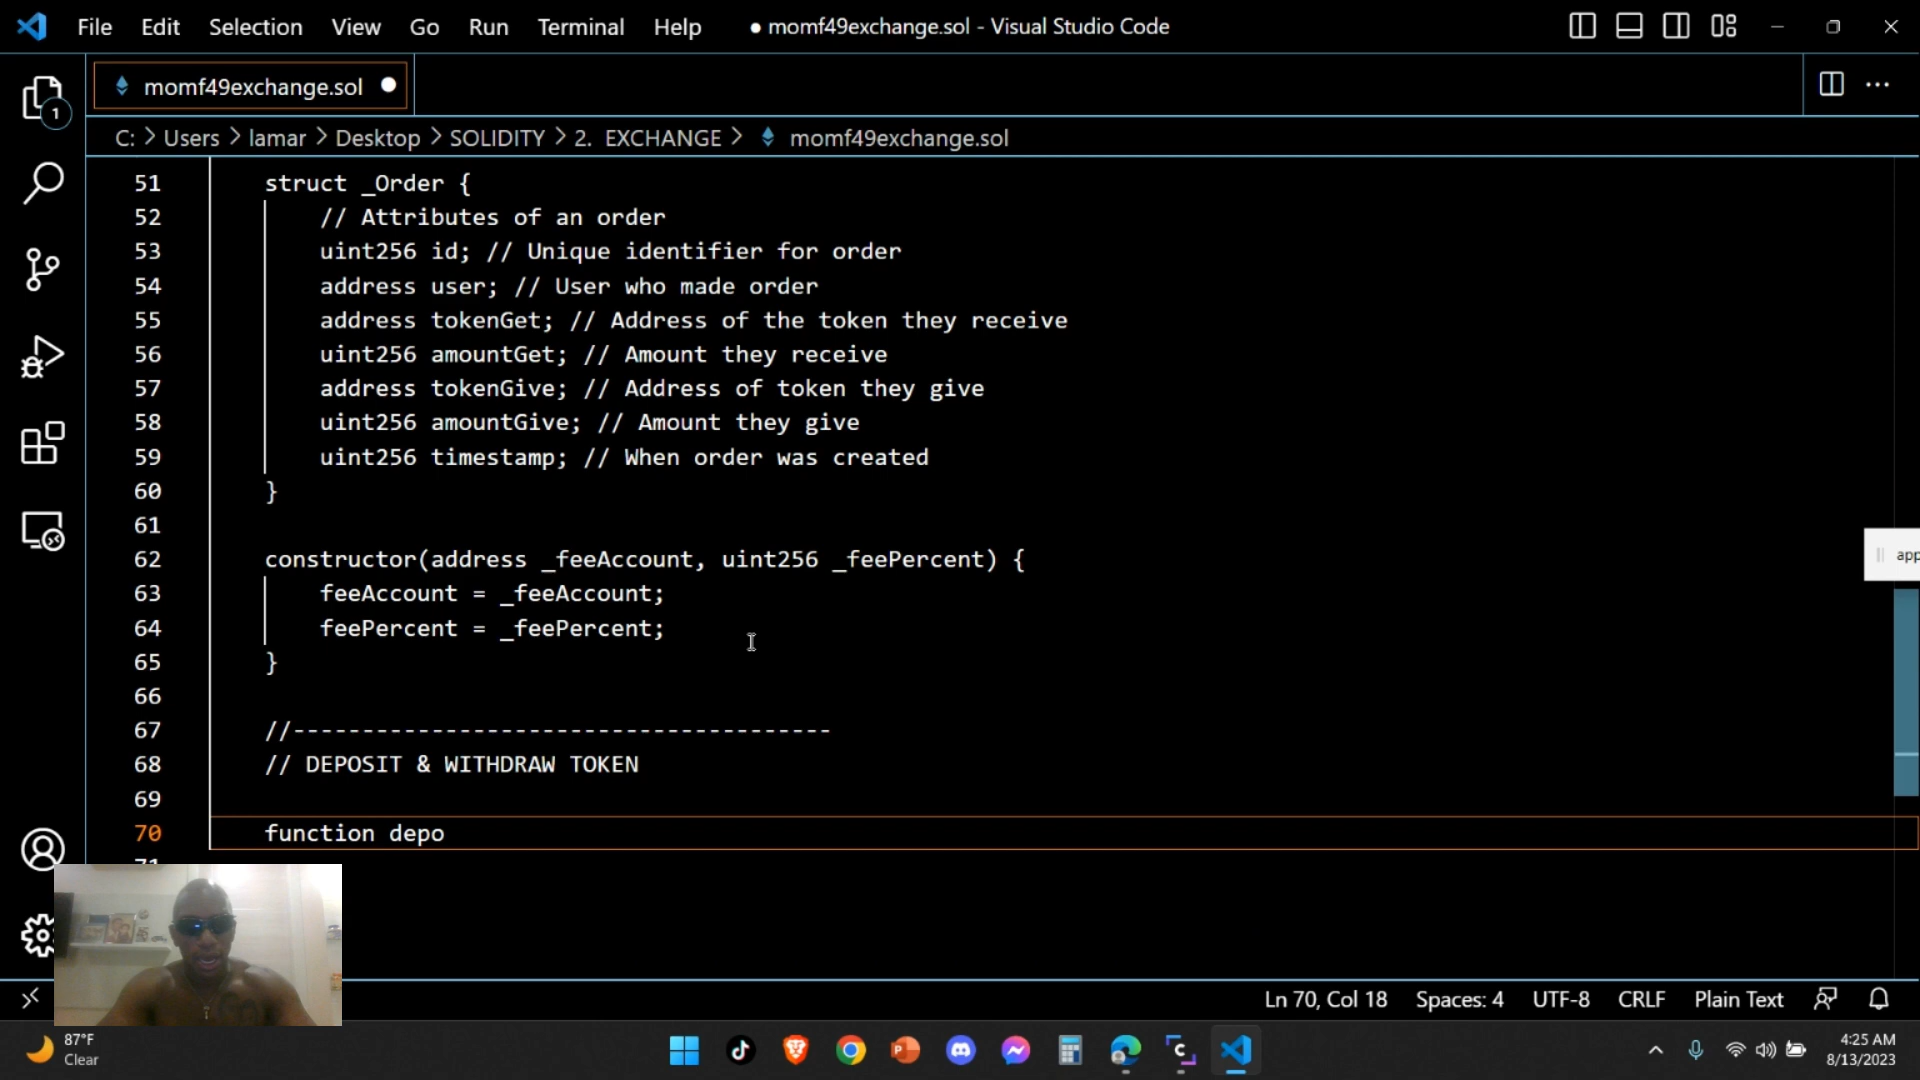 File Edit Selection View Go Run Terminal Help ● momf49exchange.sol - Visual Studio Code
momf49exchange.sol
1
C: > Users > lamar > Desktop > SOLIDITY > 2. EXCHANGE > momf49exchange.sol
51 struct _Order {
52 // Attributes of an order
53 uint256 id; // Unique identifier for order
54 address user; // User who made order
55 address tokenGet; // Address of the token they receive
56 uint256 amountGet; // Amount they receive
57 address tokenGive; // Address of token they give
58 uint256 amountGive; // Amount they give
59 uint256 timestamp; // When order was created
60 }
61
62 constructor(address _feeAccount, uint256 _feePercent) {
app
63 feeAccount = _feeAccount;
64 feePercent = _feePercent;
65 }
66
67 //---------------------------------------
68 // DEPOSIT & WITHDRAW TOKEN
69
70 function depo
Ln 70, Col 18 Spaces: 4 UTF-8 CRLF Plain Text
87°F
Clear
4:25 AM
8/13/2023